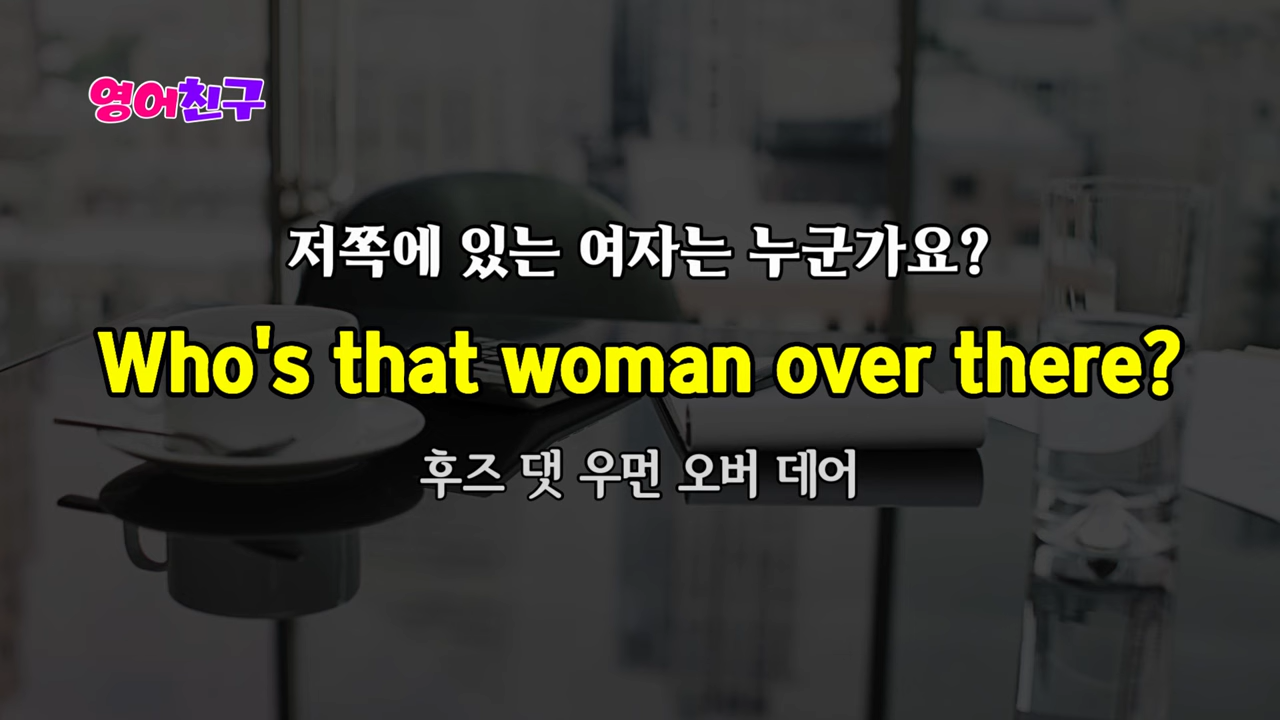 영어친구
저쪽에 있는 여자는 누군가요?
Who's that woman over there?
후즈 댓 우먼 오버 데어